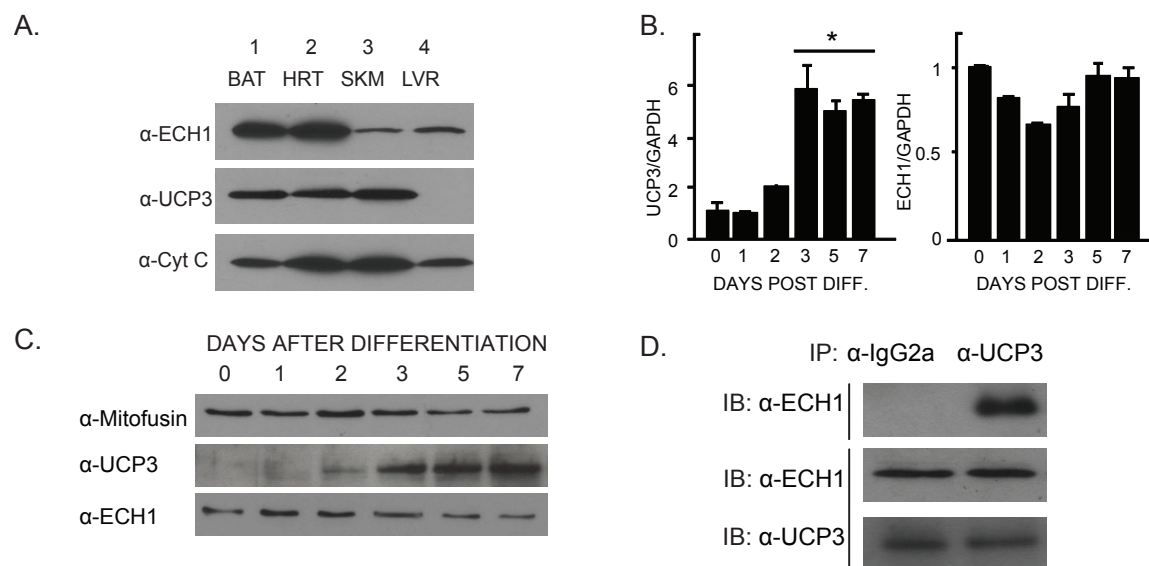 A.
1 2 3 4
BAT HRT SKM LVR
α-ECH1
α-UCP3
α-Cyt C
B.
UCP3/GAPDH
6
4
2
0
0 1 2 3 5 7
DAYS POST DIFF.
*
ECH1/GAPDH
1
0.5
0
0 1 2 3 5 7
DAYS POST DIFF.
C.
DAYS AFTER DIFFERENTIATION
0 1 2 3 5 7
α-Mitofusin
α-UCP3
α-ECH1
D.
IP: α-IgG2a α-UCP3
IB: α-ECH1
IB: α-ECH1
IB: α-UCP3